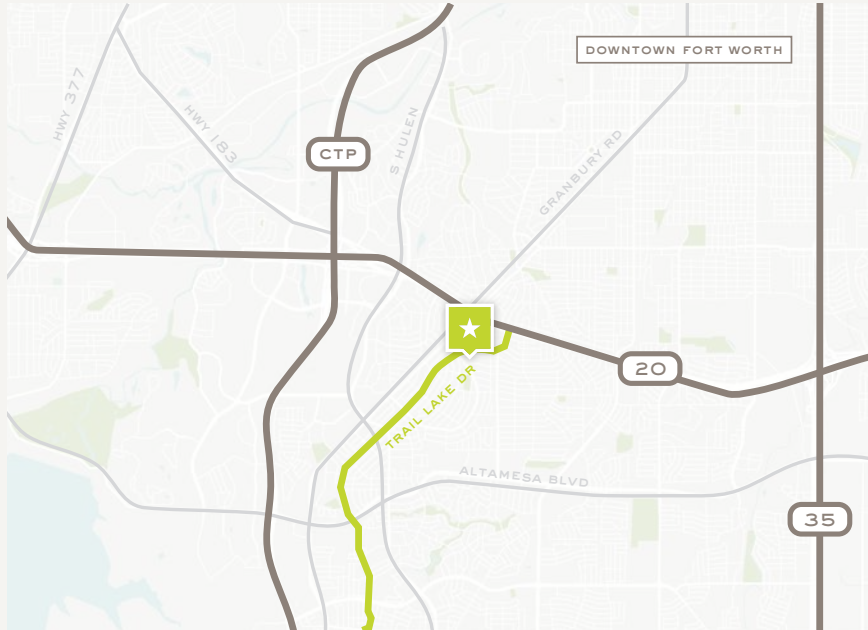 DOWNTOWN FORT WORTH
HWY 377
HWY 183
CTP
S HULEN
GRANBURY RD
20
TRAIL LAKE DR
ALTAMESA BLVD
35